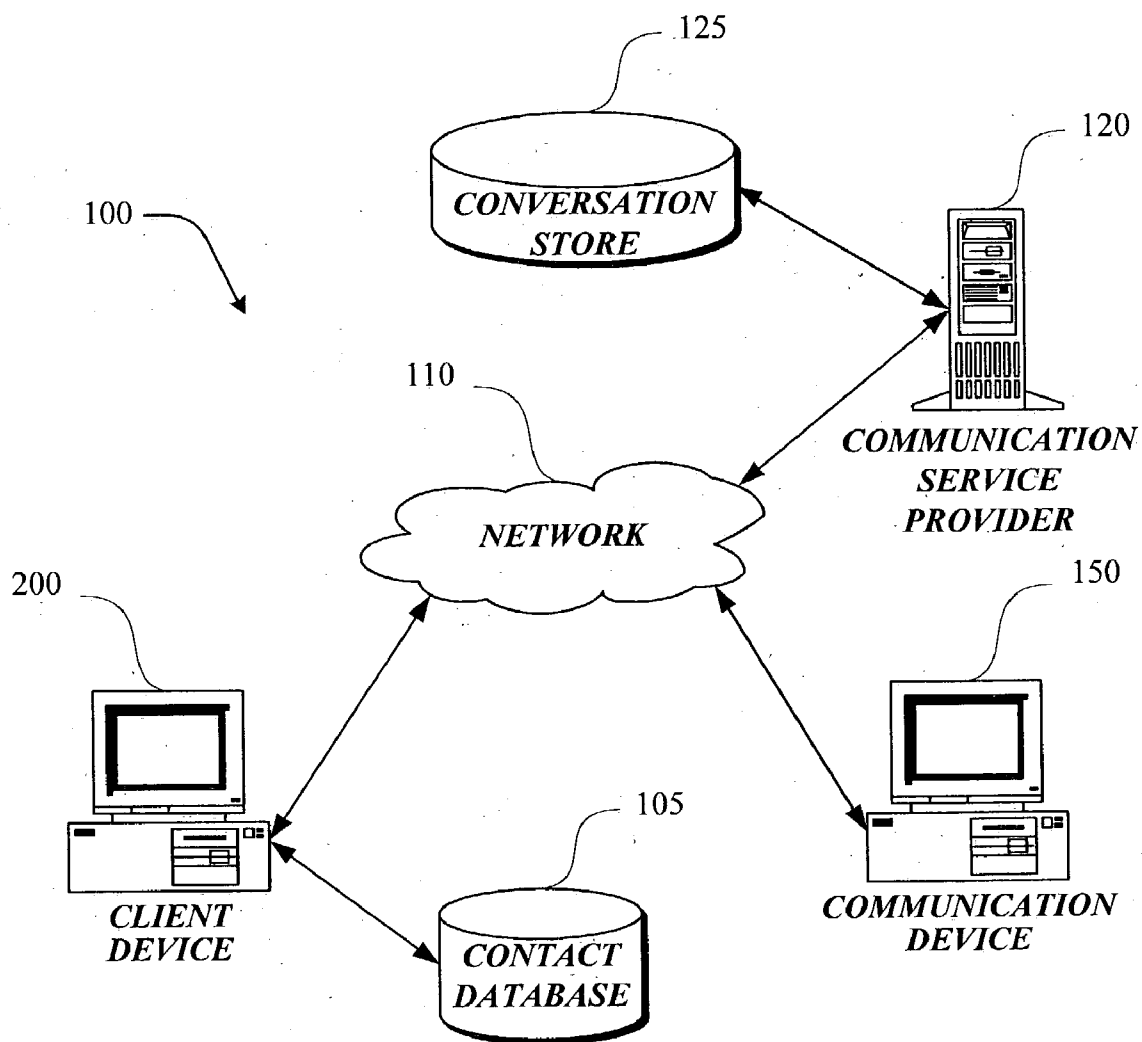 125
120
CONVERSATION
STORE
100
110
COMMUNICATION
SERVICE
PROVIDER
NETWORK
200
150
105
CLIENT
DEVICE
COMMUNICATION
DEVICE
CONTACT
DATABASE